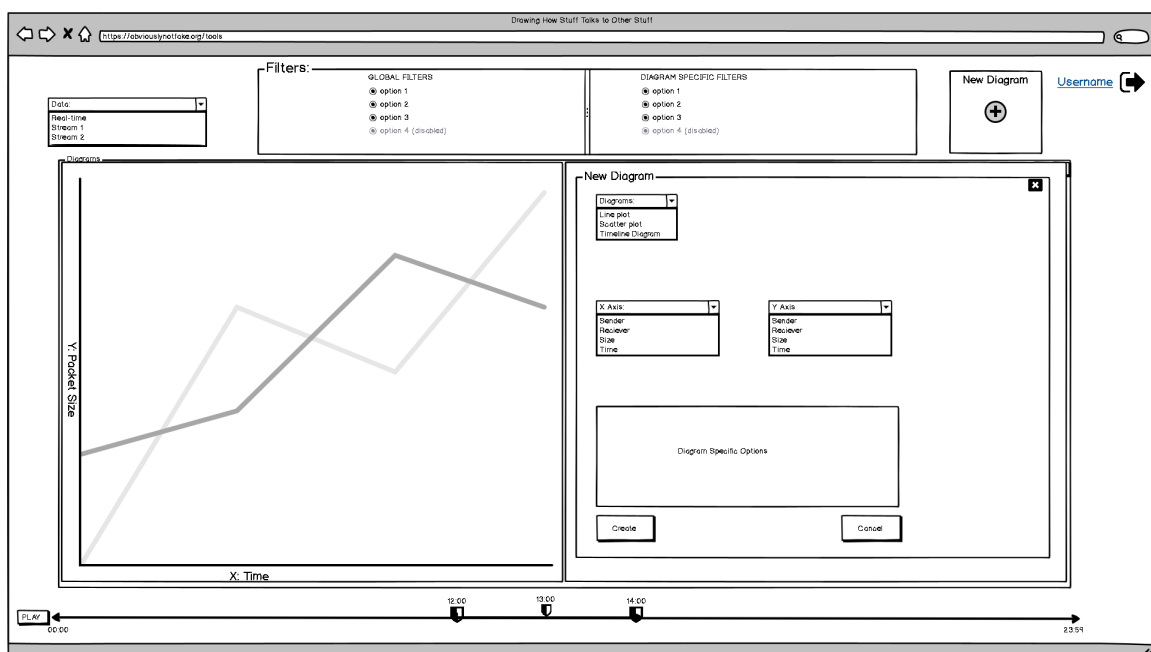 Drawing How Stuff Talks to Other Stuff
https://obviouslynotfake.org/tools
Filters:
GLOBAL FILTERS
option 1
option 2
option 3
option 4 (disabled)
DIAGRAM SPECIFIC FILTERS
option 1
option 2
option 3
option 4 (disabled)
New Diagram
Username
Data:
Real-time
Stream 1
Stream 2
Diagrams
Y: Packet Size
X: Time
New Diagram
Diagrams:
Line plot
Scatter plot
Timeline Diagram
X Axis:
Sender
Reciever
Size
Time
Y Axis
Sender
Reciever
Size
Time
Diagram Specific Options
Create
Cancel
PLAY
00:00
12:00
13:00
14:00
23:59